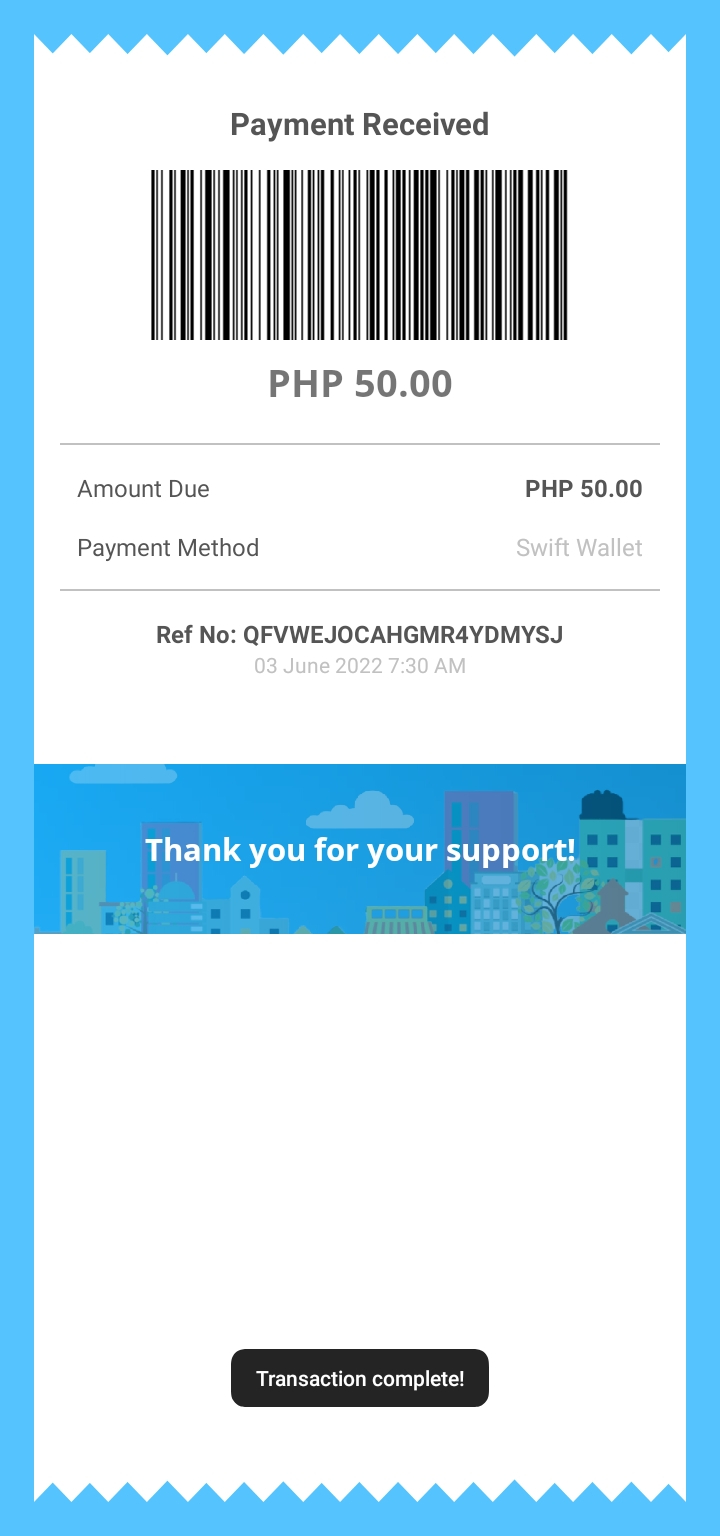 Payment Received
PHP 50.00
Amount Due PHP 50.00
Payment Method Swift Wallet
Ref No: QFVWEJOCAHGMR4YDMYSJ
03 June 2022 7:30 AM
Thank you for your support!
Transaction complete!